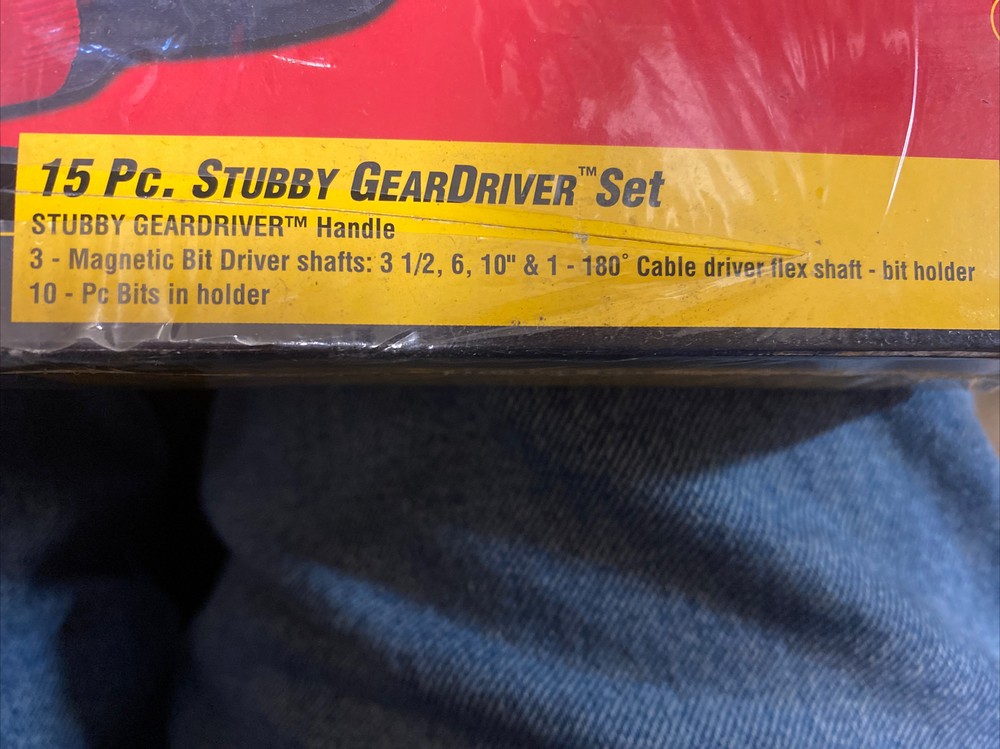 15 Pc. STUBBY GEARDRIVER™ Set
STUBBY GEARDRIVER™ Handle
3 - Magnetic Bit Driver shafts: 3 1/2, 6, 10" & 1 - 180° Cable driver flex shaft - bit holder
10 - Pc Bits in holder